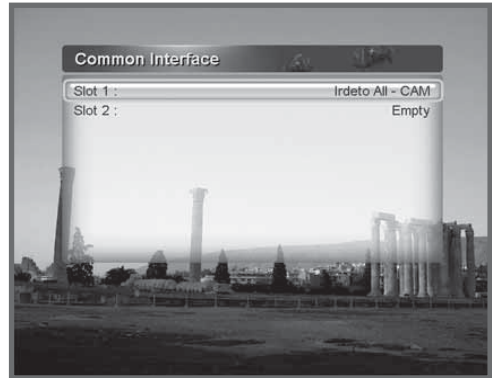 Common Interface
Slot 1 : Irdeto All - CAM
Slot 2 : Empty